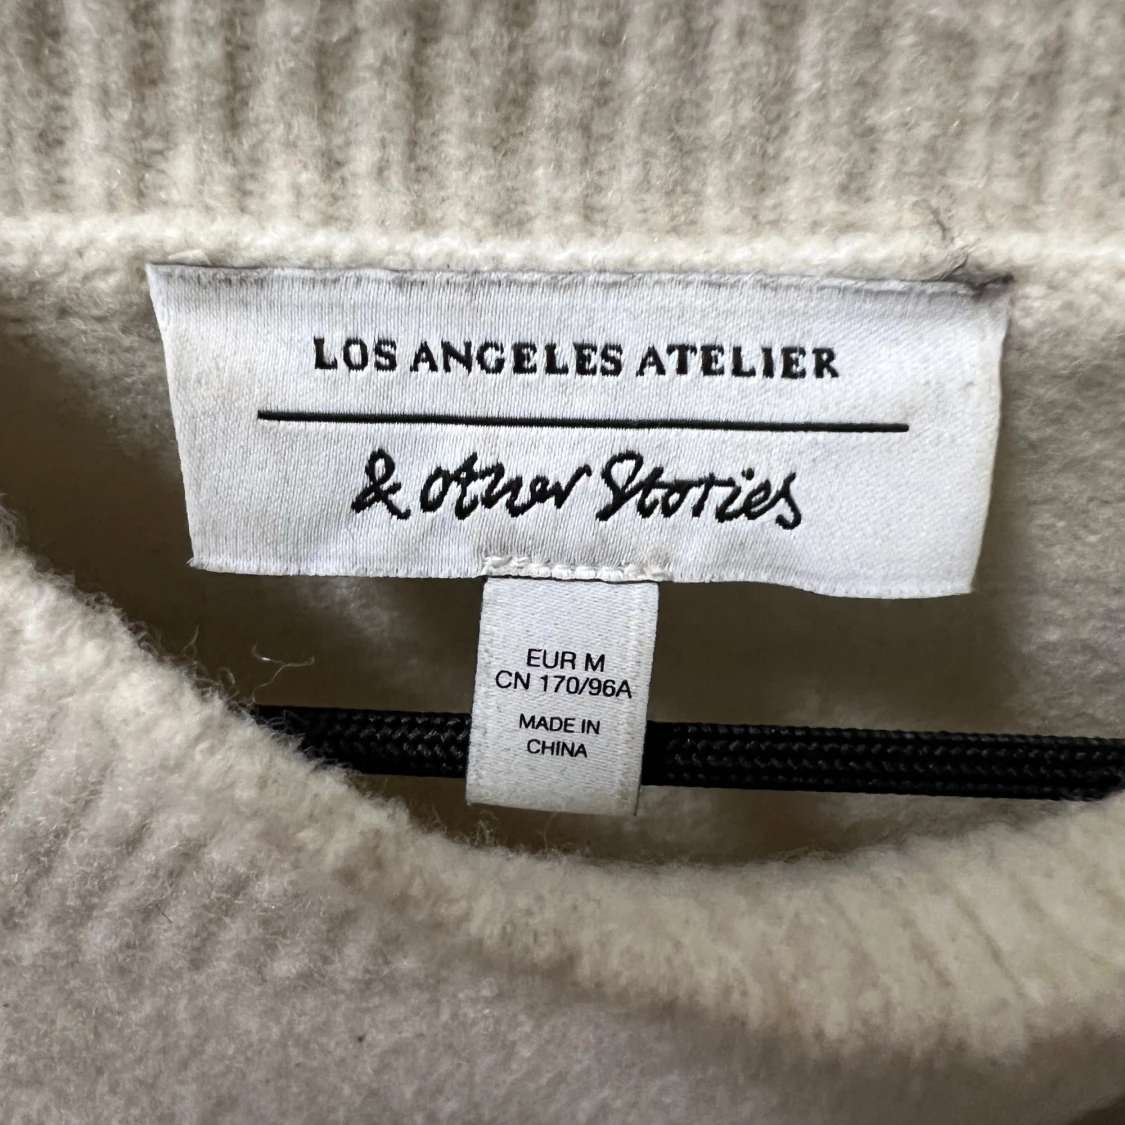 LOS ANGELES ATELIER
& other Stories
EUR M
CN 170/96A
MADE IN
CHINA